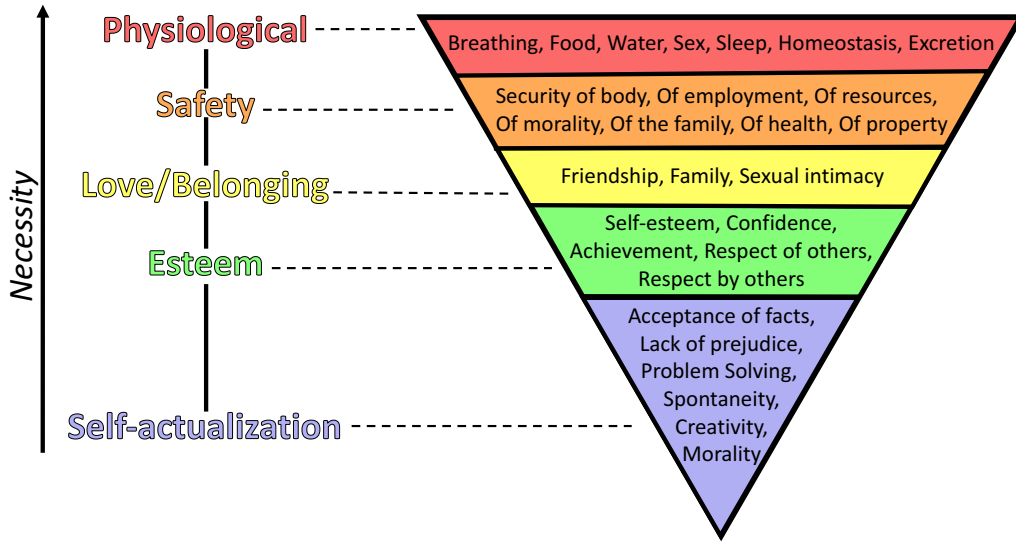 Necessity
Physiological
Breathing, Food, Water, Sex, Sleep, Homeostasis, Excretion
Safety
Security of body, Of employment, Of resources,
Of morality, Of the family, Of health, Of property
Love/Belonging
Friendship, Family, Sexual intimacy
Esteem
Self-esteem, Confidence,
Achievement, Respect of others,
Respect by others
Self-actualization
Acceptance of facts,
Lack of prejudice,
Problem Solving,
Spontaneity,
Creativity,
Morality